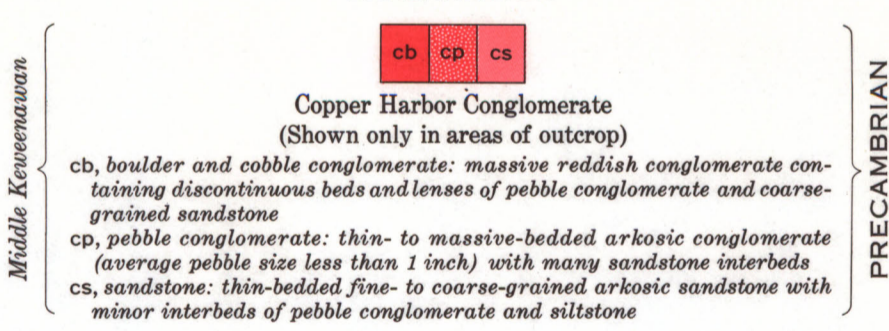 cb cp cs
Copper Harbor Conglomerate
(Shown only in areas of outcrop)
cb, boulder and cobble conglomerate: massive reddish conglomerate con-
taining discontinuous beds and lenses of pebble conglomerate and coarse-
grained sandstone
cp, pebble conglomerate: thin- to massive-bedded arkosic conglomerate
(average pebble size less than 1 inch) with many sandstone interbeds
cs, sandstone: thin-bedded fine- to coarse-grained arkosic sandstone with
minor interbeds of pebble conglomerate and siltstone
Middle Keweenawan
PRECAMBRIAN